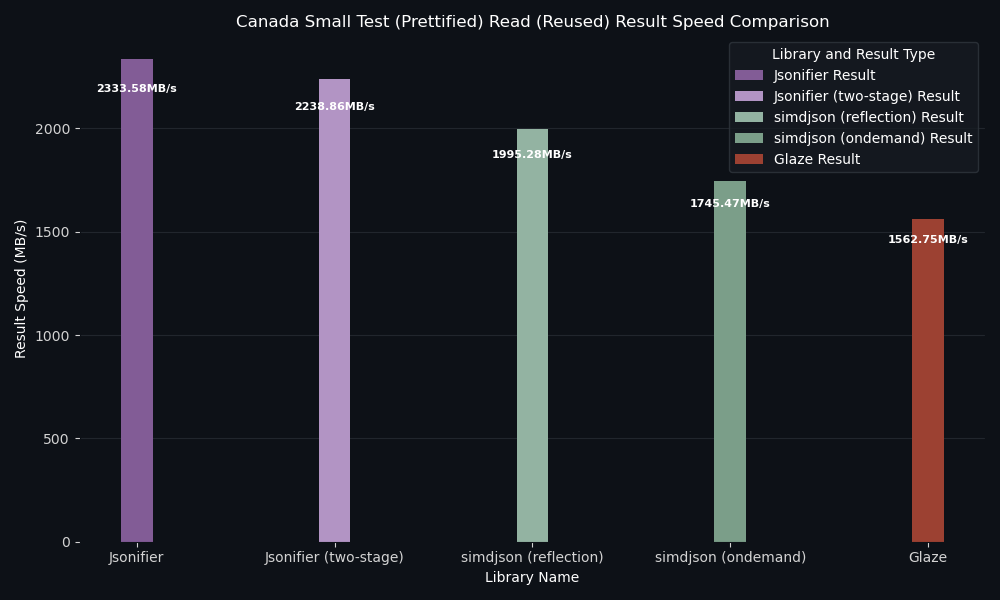 Canada Small Test (Prettified) Read (Reused) Result Speed Comparison
Library and Result Type
Jsonifier Result
Jsonifier (two-stage) Result
simdjson (reflection) Result
simdjson (ondemand) Result
Glaze Result
2333.58MB/s
2238.86MB/s
1995.28MB/s
1745.47MB/s
1562.75MB/s
Result Speed (MB/s)
2000
1500
1000
500
0
Jsonifier
Jsonifier (two-stage)
simdjson (reflection)
simdjson (ondemand)
Glaze
Library Name